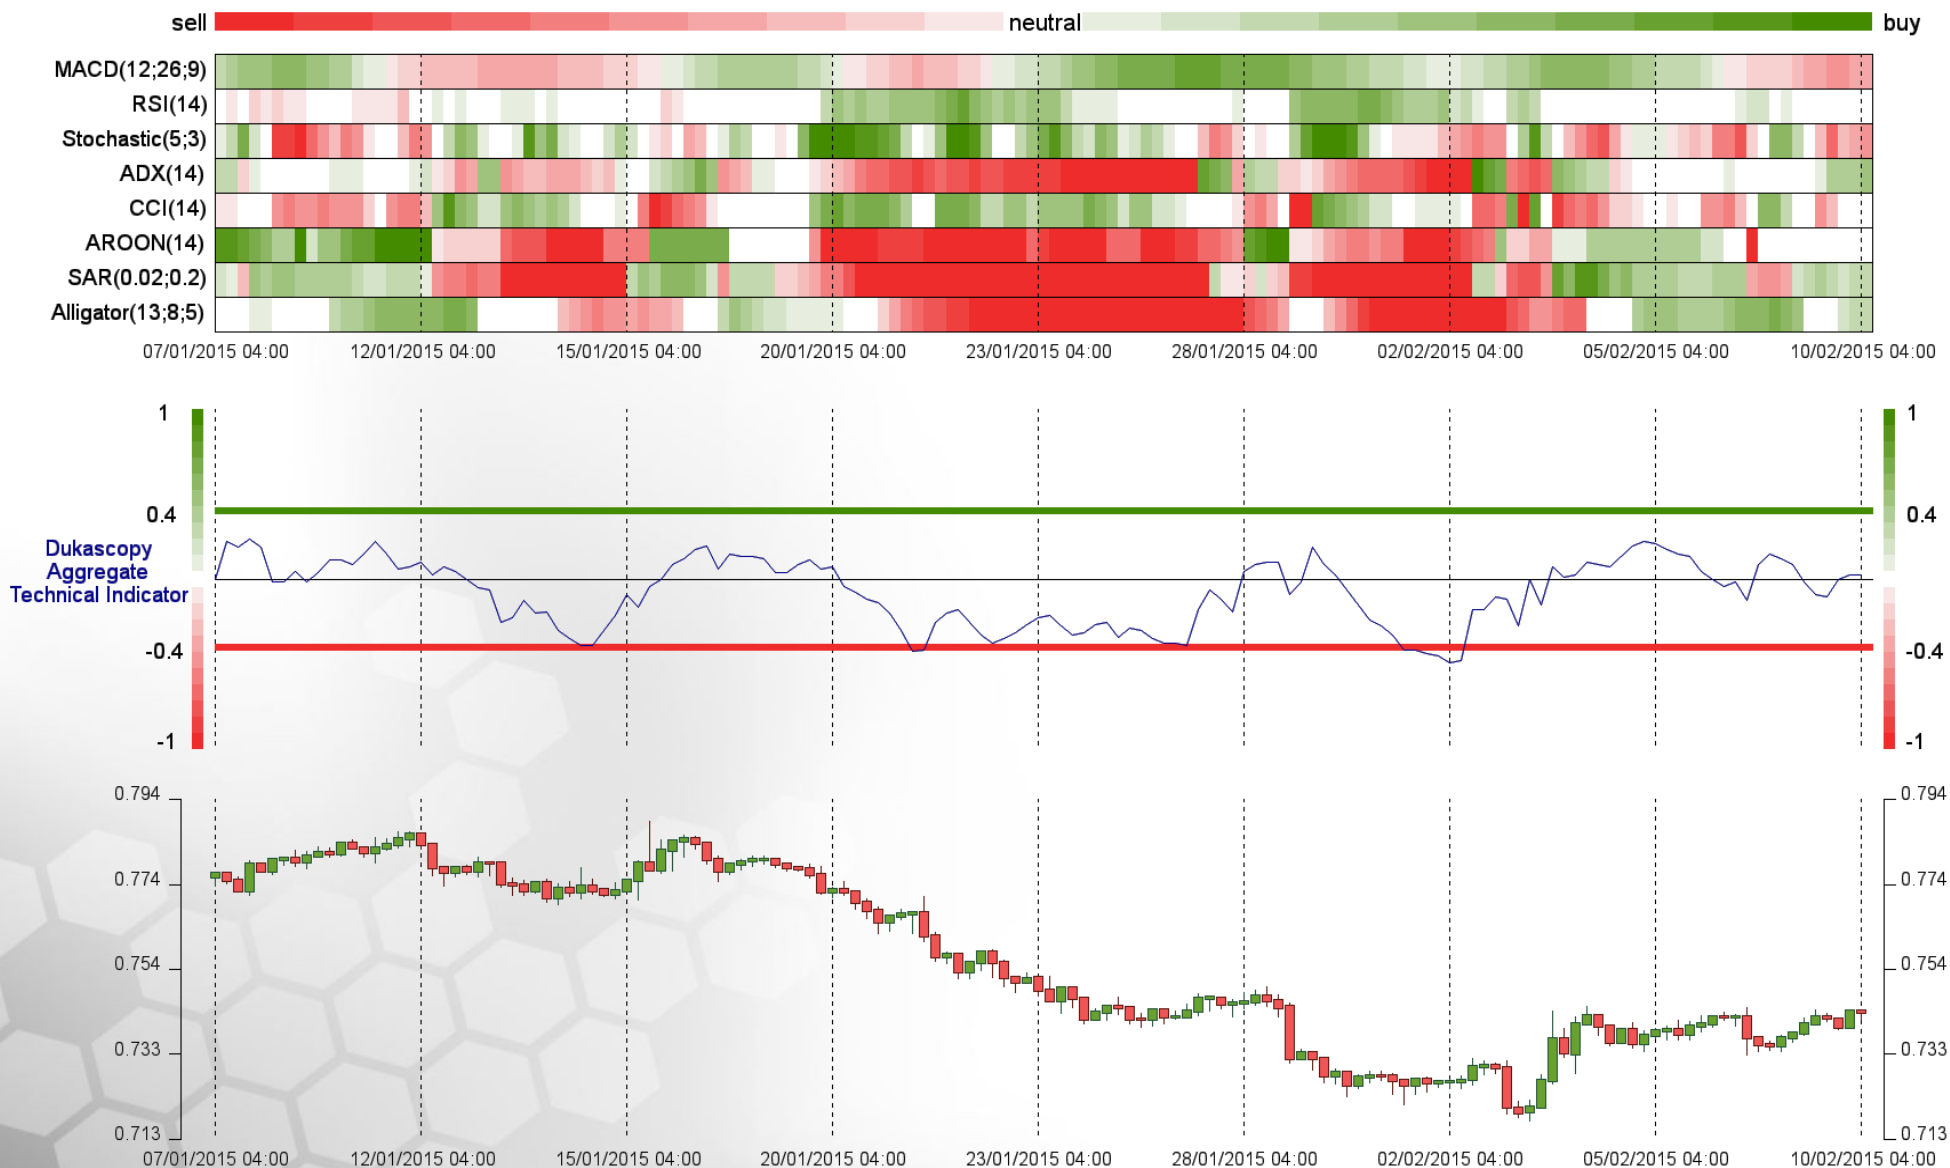 sell neutral buy
MACD(12;26;9)
RSI(14)
Stochastic(5;3)
ADX(14)
CCI(14)
AROON(14)
SAR(0.02;0.2)
Alligator(13;8;5)
07/01/2015 04:00 12/01/2015 04:00 15/01/2015 04:00 20/01/2015 04:00 23/01/2015 04:00 28/01/2015 04:00 02/02/2015 04:00 05/02/2015 04:00 10/02/2015 04:00
1 1
0.4 0.4
Dukascopy
Aggregate
Technical Indicator
-0.4 -0.4
-1 -1
0.794 0.794
0.774 0.774
0.754 0.754
0.733 0.733
0.713 0.713
07/01/2015 04:00 12/01/2015 04:00 15/01/2015 04:00 20/01/2015 04:00 23/01/2015 04:00 28/01/2015 04:00 02/02/2015 04:00 05/02/2015 04:00 10/02/2015 04:00